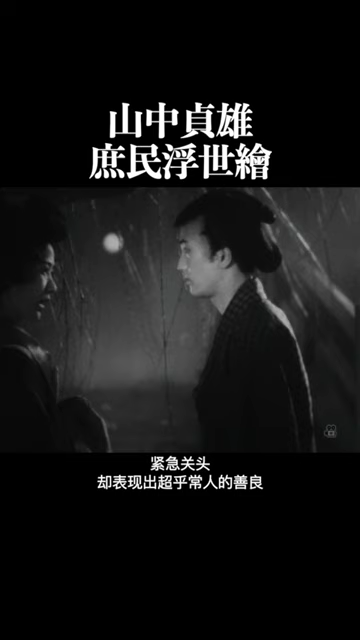 山中貞雄
庶民浮世繪
紧急关头
却表现出超乎常人的善良